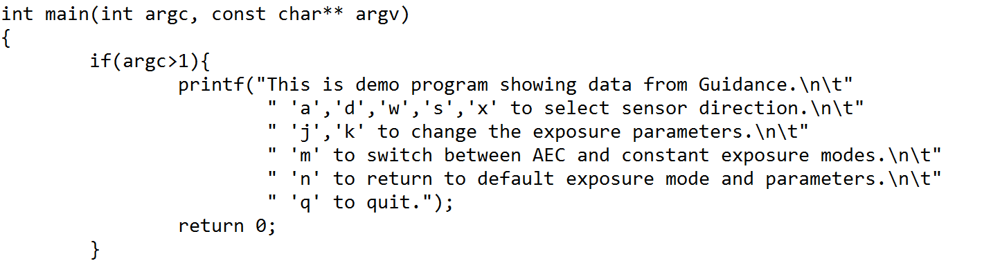 int main(int argc, const char** argv)
{
if(argc>1){
printf("This is demo program showing data from Guidance.\n\t"
" 'a','d','w','s','x' to select sensor direction.\n\t"
" 'j','k' to change the exposure parameters.\n\t"
" 'm' to switch between AEC and constant exposure modes.\n\t"
" 'n' to return to default exposure mode and parameters.\n\t"
" 'q' to quit.");
return 0;
}